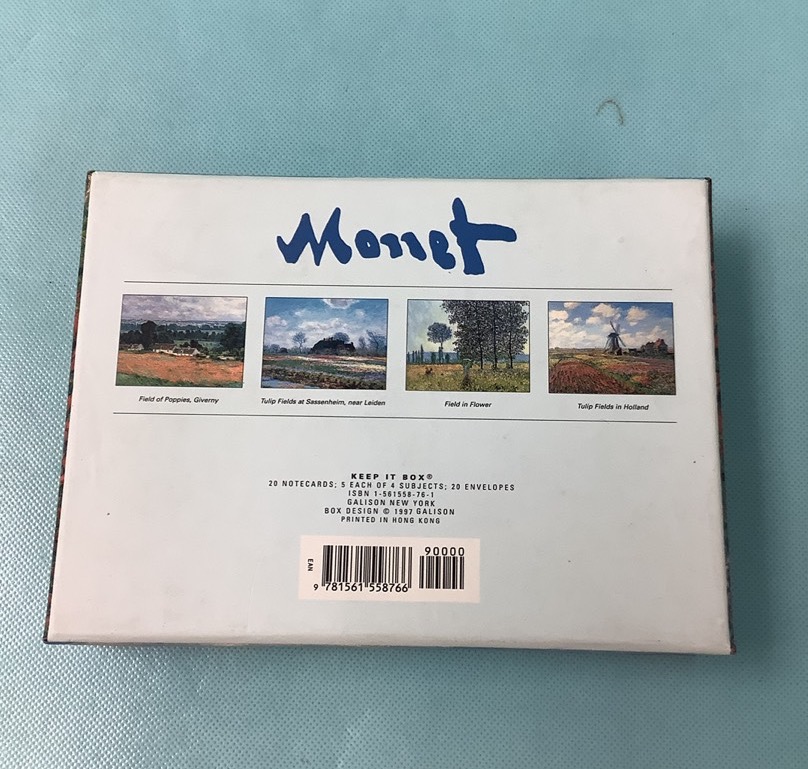 Monet
Field of Poppies, Giverny
Tulip Fields at Sassenheim, near Leiden
Field in Flower
Tulip Fields in Holland
KEEP IT BOX®
20 NOTECARDS; 5 EACH OF 4 SUBJECTS; 20 ENVELOPES
ISBN 1-561558-76-1
GALISON NEW YORK
BOX DESIGN © 1997 GALISON
PRINTED IN HONG KONG
90000
EAN
9 781561 558766